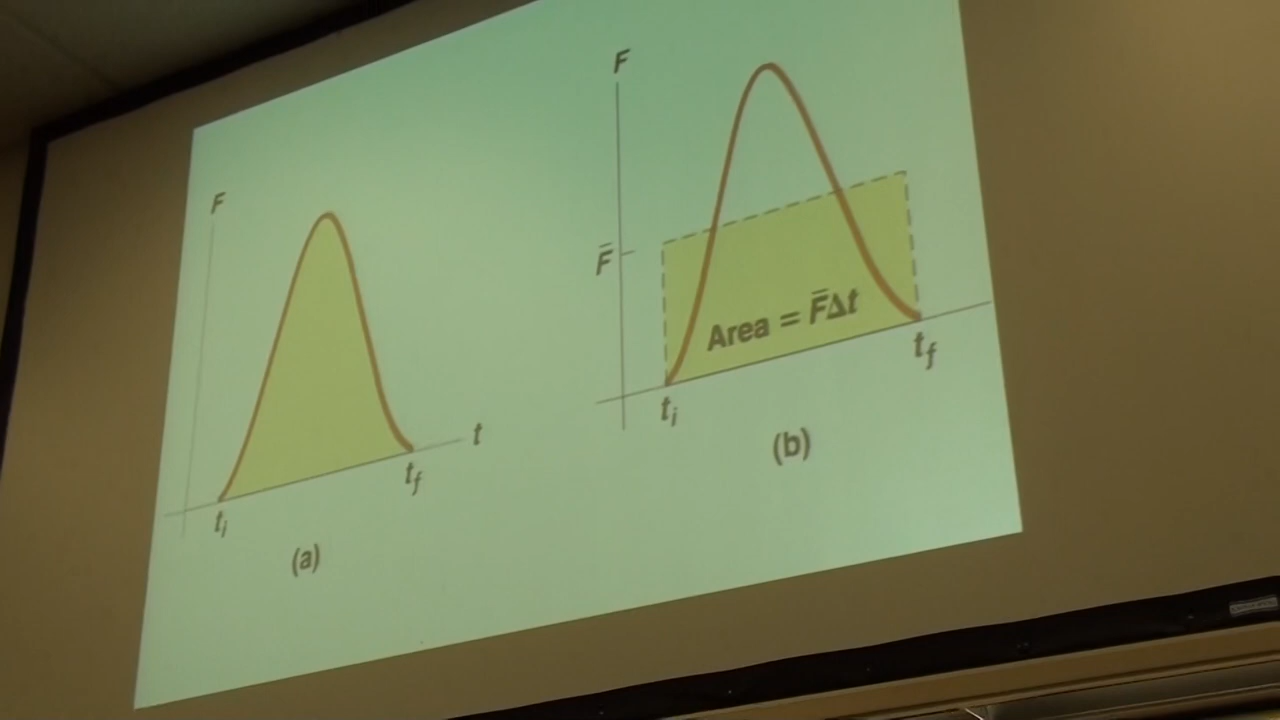 F
t
t_i
t_f
(a)
F
F̄
Area = F̄Δt
t_i
t_f
(b)